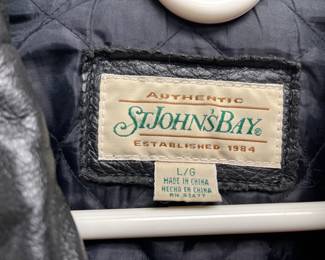 AUTHENTIC
ST. JOHN'S BAY®
ESTABLISHED 1984
L/G
MADE IN CHINA
HECHO EN CHINA